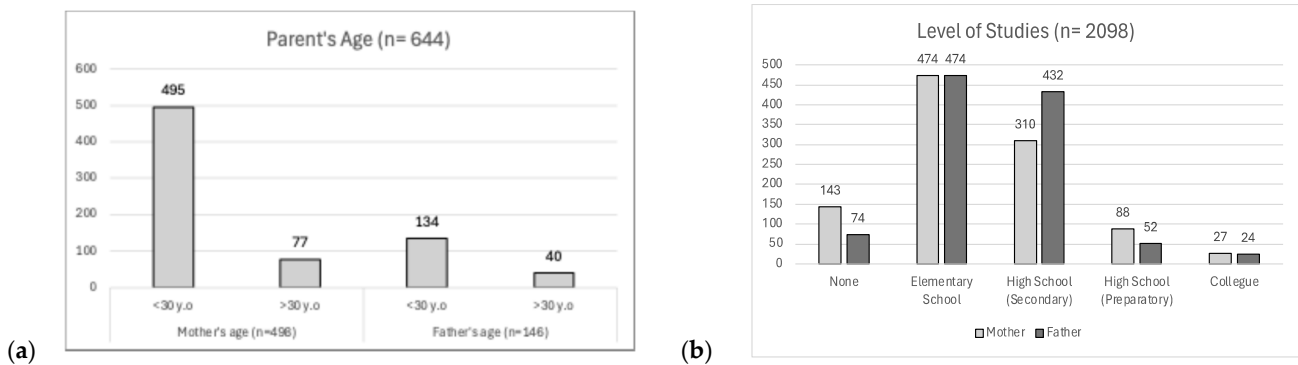 Parent's Age (n= 644)
600
500
400
300
200
100
0
495
77
134
40
<30 y.o
>30 y.o
<30 y.o
>30 y.o
Mother's age (n=498)
Father's age (n=146)
(a)
Level of Studies (n= 2098)
500
450
400
350
300
250
200
150
100
50
0
143
74
474
474
310
432
88
52
27
24
None
Elementary
School
High School
(Secondary)
High School
(Preparatory)
Collegue
Mother
Father
(b)